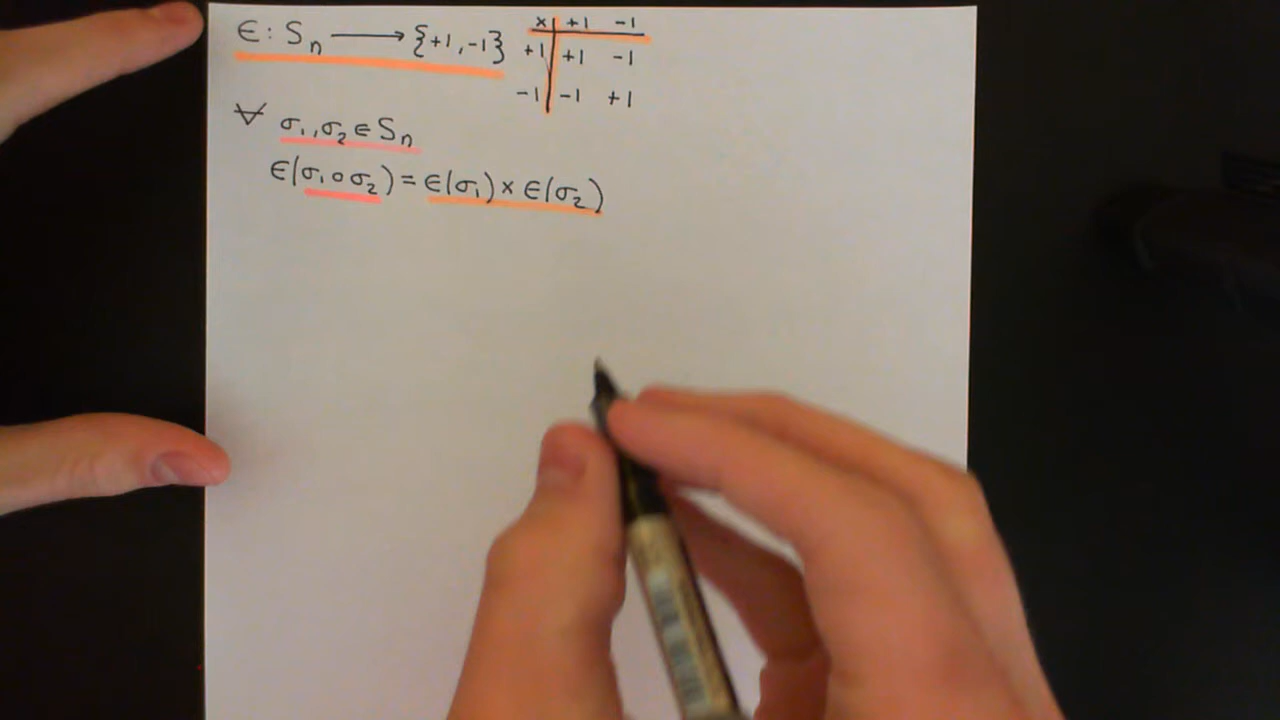 ∈ : Sₙ ⟶ {+1, -1}
x | +1 -1
+1 | +1 -1
-1 | -1 +1
∀ σ₁, σ₂ ∈ Sₙ
∈(σ₁ ∘ σ₂) = ∈(σ₁) × ∈(σ₂)